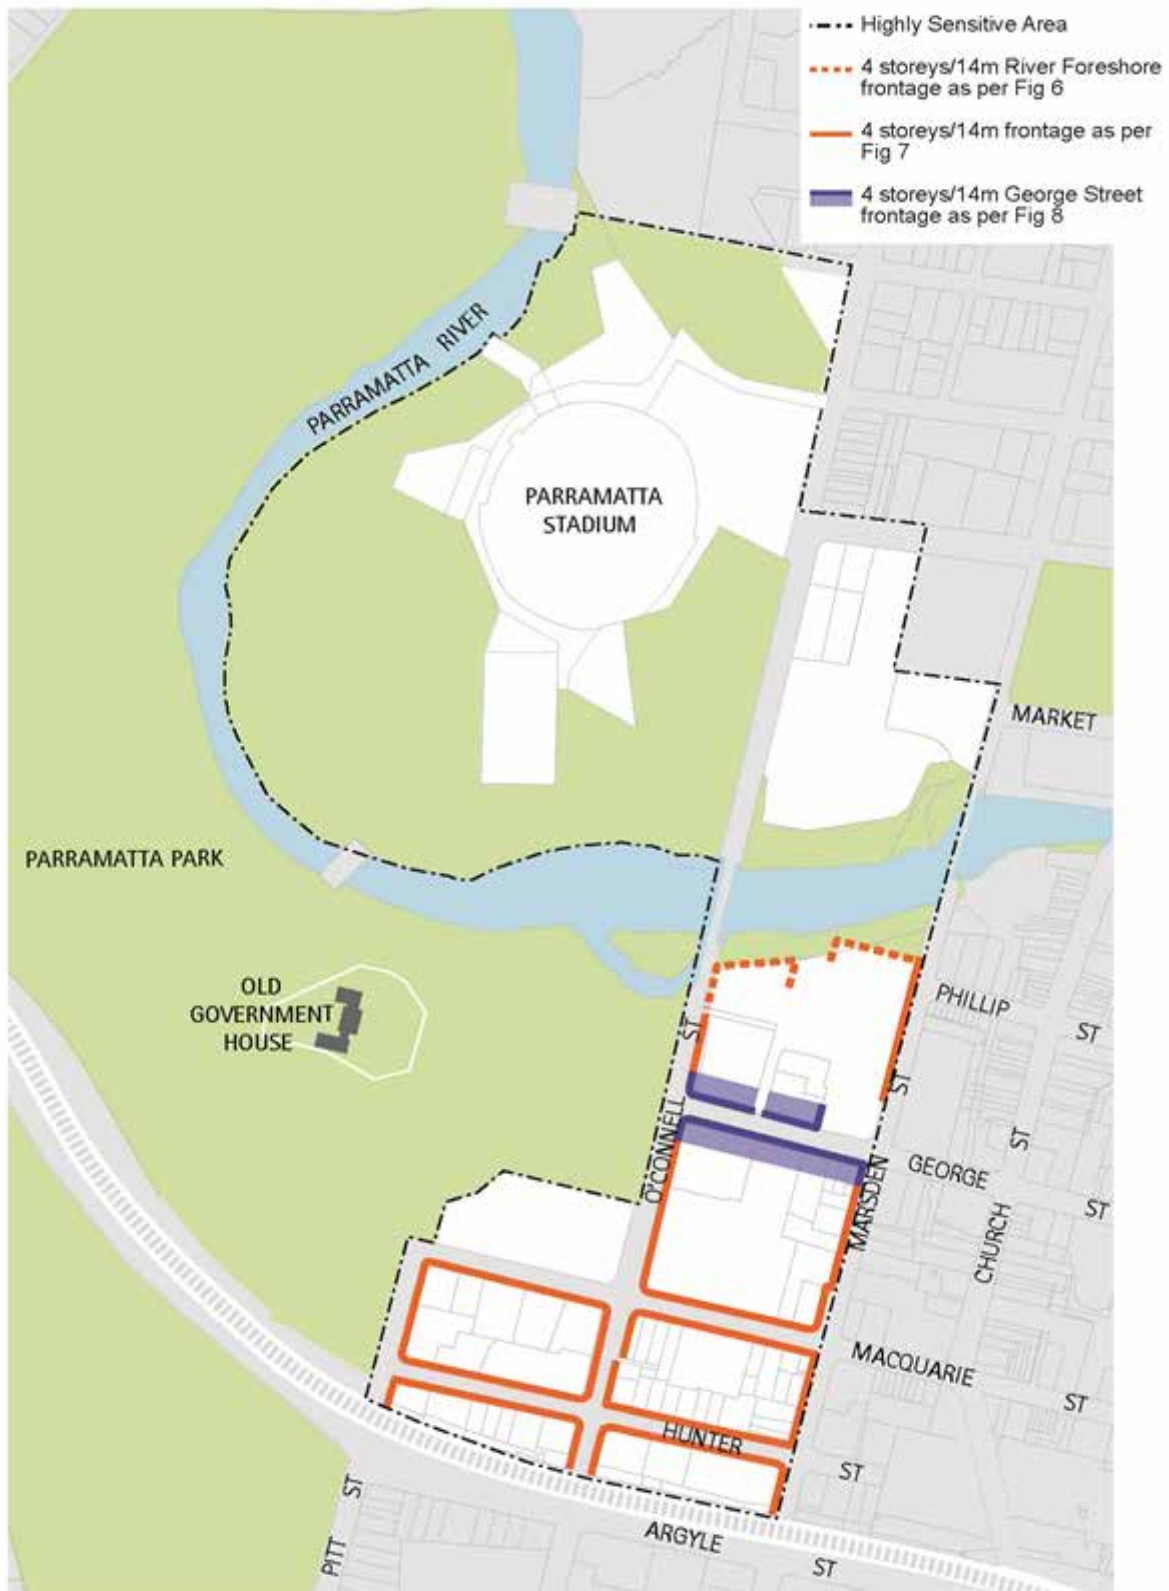 Highly Sensitive Area
4 storeys/14m River Foreshore
frontage as per Fig 6
4 storeys/14m frontage as per
Fig 7
4 storeys/14m George Street
frontage as per Fig 8
PARRAMATTA RIVER
PARRAMATTA
STADIUM
MARKET
PARRAMATTA PARK
OLD
GOVERNMENT
HOUSE
PHILLIP ST
O'CONNELL ST
MARSDEN ST
GEORGE ST
CHURCH ST
MACQUARIE ST
HUNTER ST
ARGYLE ST
PITT ST